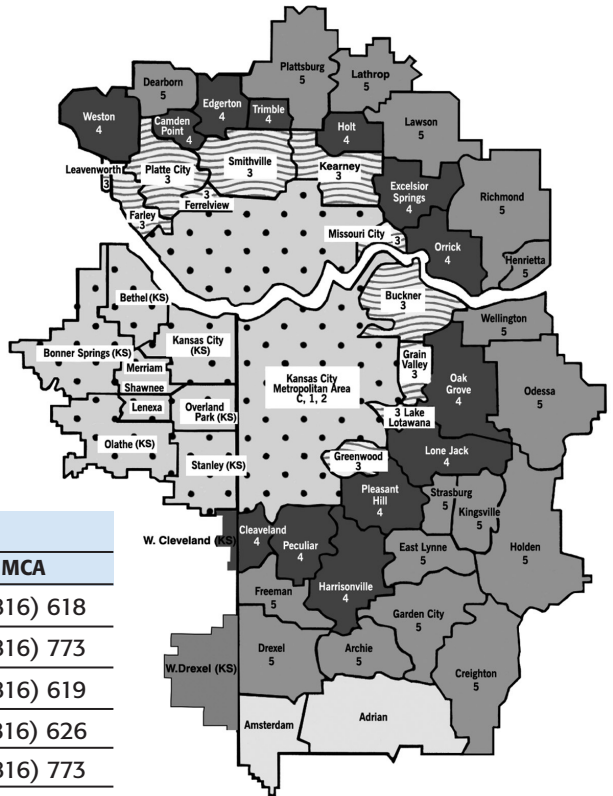 Plattsburg
5
Lathrop
5
Dearborn
5
Edgerton
4
Trimble
4
Weston
4
Camden
Point
4
Holt
4
Lawson
5
Leavenworth
3
Platte City
3
Smithville
3
Kearney
3
Excelsior
Springs
4
Richmond
5
3
Ferrelview
Farley
3
Missouri City
3
Orrick
4
Henrietta
5
Bethel (KS)
Buckner
3
Wellington
5
Kansas City
(KS)
Bonner Springs (KS)
Merriam
Shawnee
Lenexa
Overland
Park (KS)
Kansas City
Metropolitan Area
C, 1, 2
Grain
Valley
3
Oak
Grove
4
Odessa
5
3 Lake
Lotawana
Olathe (KS)
Stanley (KS)
Greenwood
3
Lone Jack
4
Pleasant
Hill
4
Strasburg
5
Kingsville
5
W. Cleveland (KS)
Cleaveland
4
Peculiar
4
East Lynne
5
Holden
5
Freeman
5
Harrisonville
4
Garden City
5
W.Drexel (KS)
Drexel
5
Archie
5
Creighton
5
Amsterdam
Adrian
MCA
816) 618
816) 773
816) 619
816) 626
816) 773